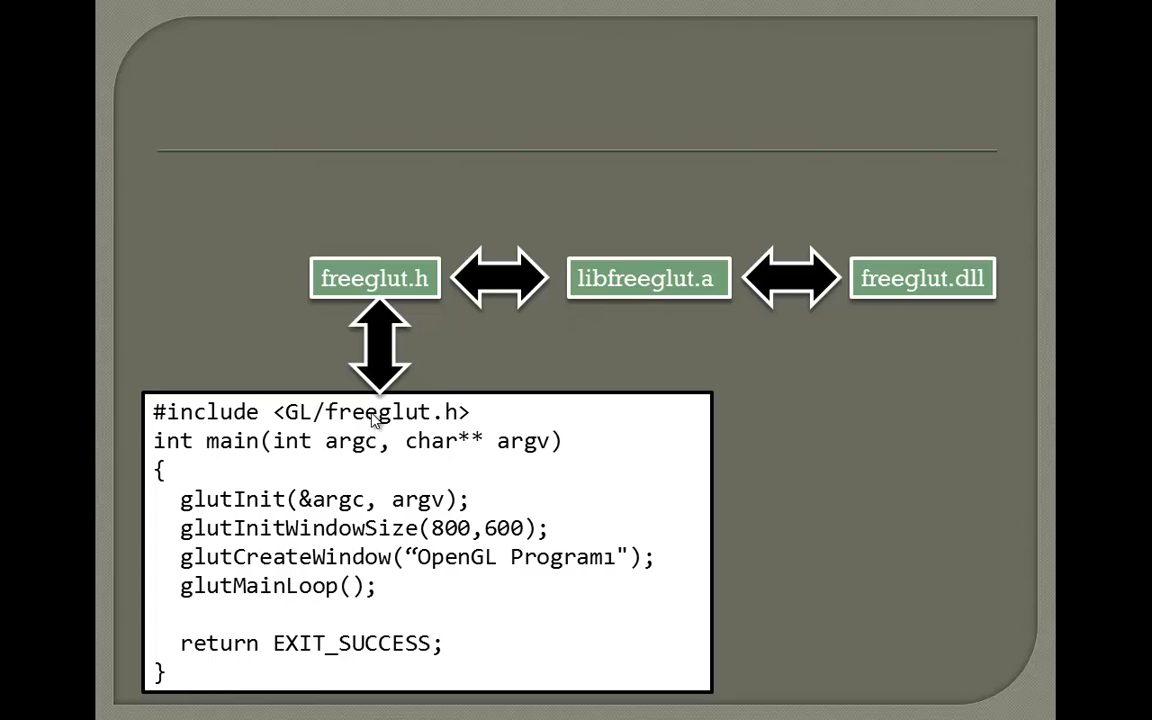 freeglut.h
libfreeglut.a
freeglut.dll
#include <GL/freeglut.h>
int main(int argc, char** argv)
{
glutInit(&argc, argv);
glutInitWindowSize(800,600);
glutCreateWindow(“OpenGL Programı");
glutMainLoop();
return EXIT_SUCCESS;
}